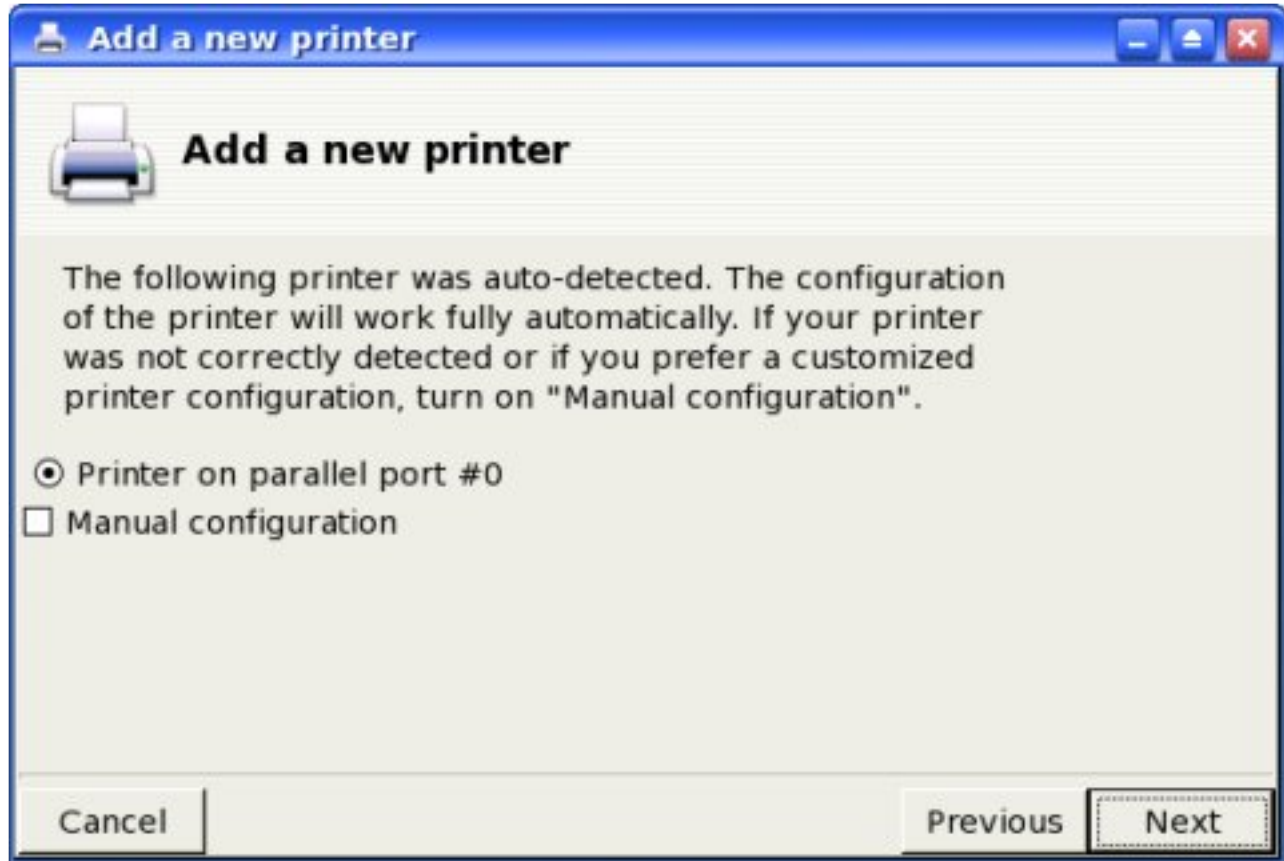 Add a new printer
Add a new printer
The following printer was auto-detected. The configuration
of the printer will work fully automatically. If your printer
was not correctly detected or if you prefer a customized
printer configuration, turn on "Manual configuration".
Printer on parallel port #0
Manual configuration
Cancel Previous Next